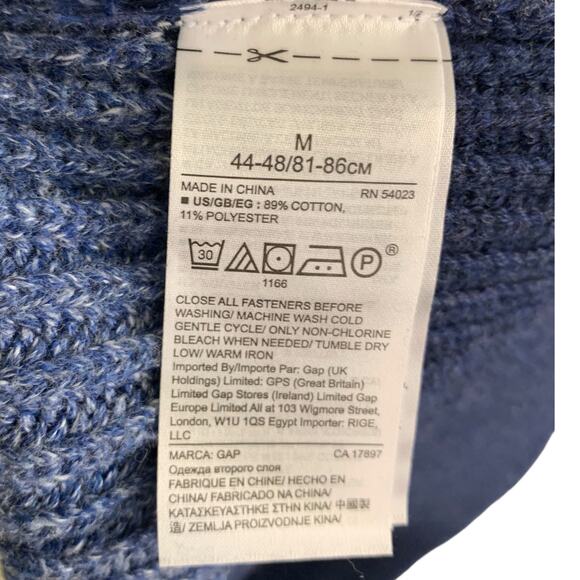 2494-1
M
44-48/81-86CM
MADE IN CHINA RN 54023
■ US/GB/EG : 89% COTTON,
11% POLYESTER
30
P®
1166
CLOSE ALL FASTENERS BEFORE
WASHING/ MACHINE WASH COLD
GENTLE CYCLE/ ONLY NON-CHLORINE
BLEACH WHEN NEEDED/ TUMBLE DRY
LOW/ WARM IRON
Imported By/Importe Par: Gap (UK
Holdings) Limited: GPS (Great Britain)
Limited Gap Stores (Ireland) Limited Gap
Europe Limited All at 103 Wigmore Street,
London, W1U 1QS Egypt Importer: RIGE,
LLC
MARCA: GAP CA 17897
Одежда второго слоя
FABRIQUE EN CHINE/ HECHO EN
CHINA/ FABRICADO NA CHINA/
ΚΑΤΑΣΚΕΥΑΣΤΗΚΕ ΣΤΗΝ ΚΙΝΑ/ 中國製
造/ ZEMLJA PROIZVODNJE KINA/